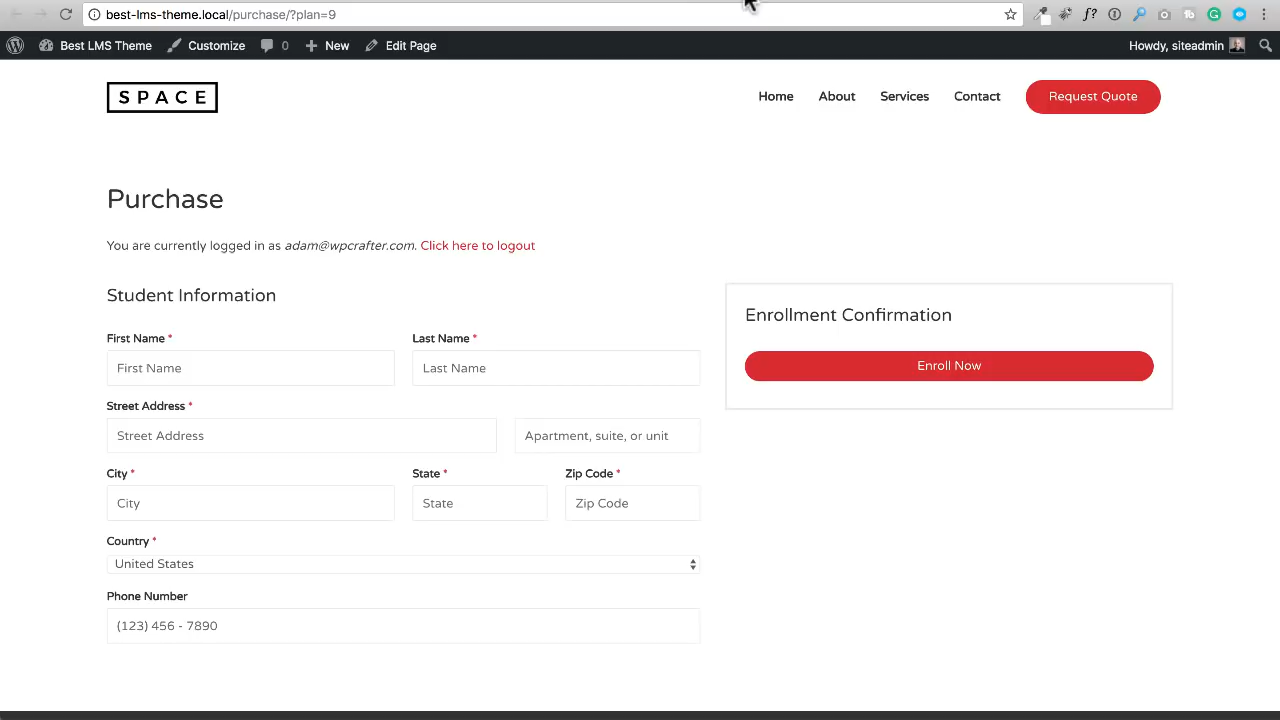 best-lms-theme.local/purchase/?plan=9
Best LMS Theme Customize 0 New Edit Page Howdy, siteadmin
SPACE Home About Services Contact Request Quote
Purchase
You are currently logged in as adam@wpcrafter.com. Click here to logout
Student Information
Enrollment Confirmation
Enroll Now
First Name * Last Name *
First Name Last Name
Street Address *
Street Address Apartment, suite, or unit
City * State * Zip Code *
City State Zip Code
Country *
United States
Phone Number
(123) 456 - 7890